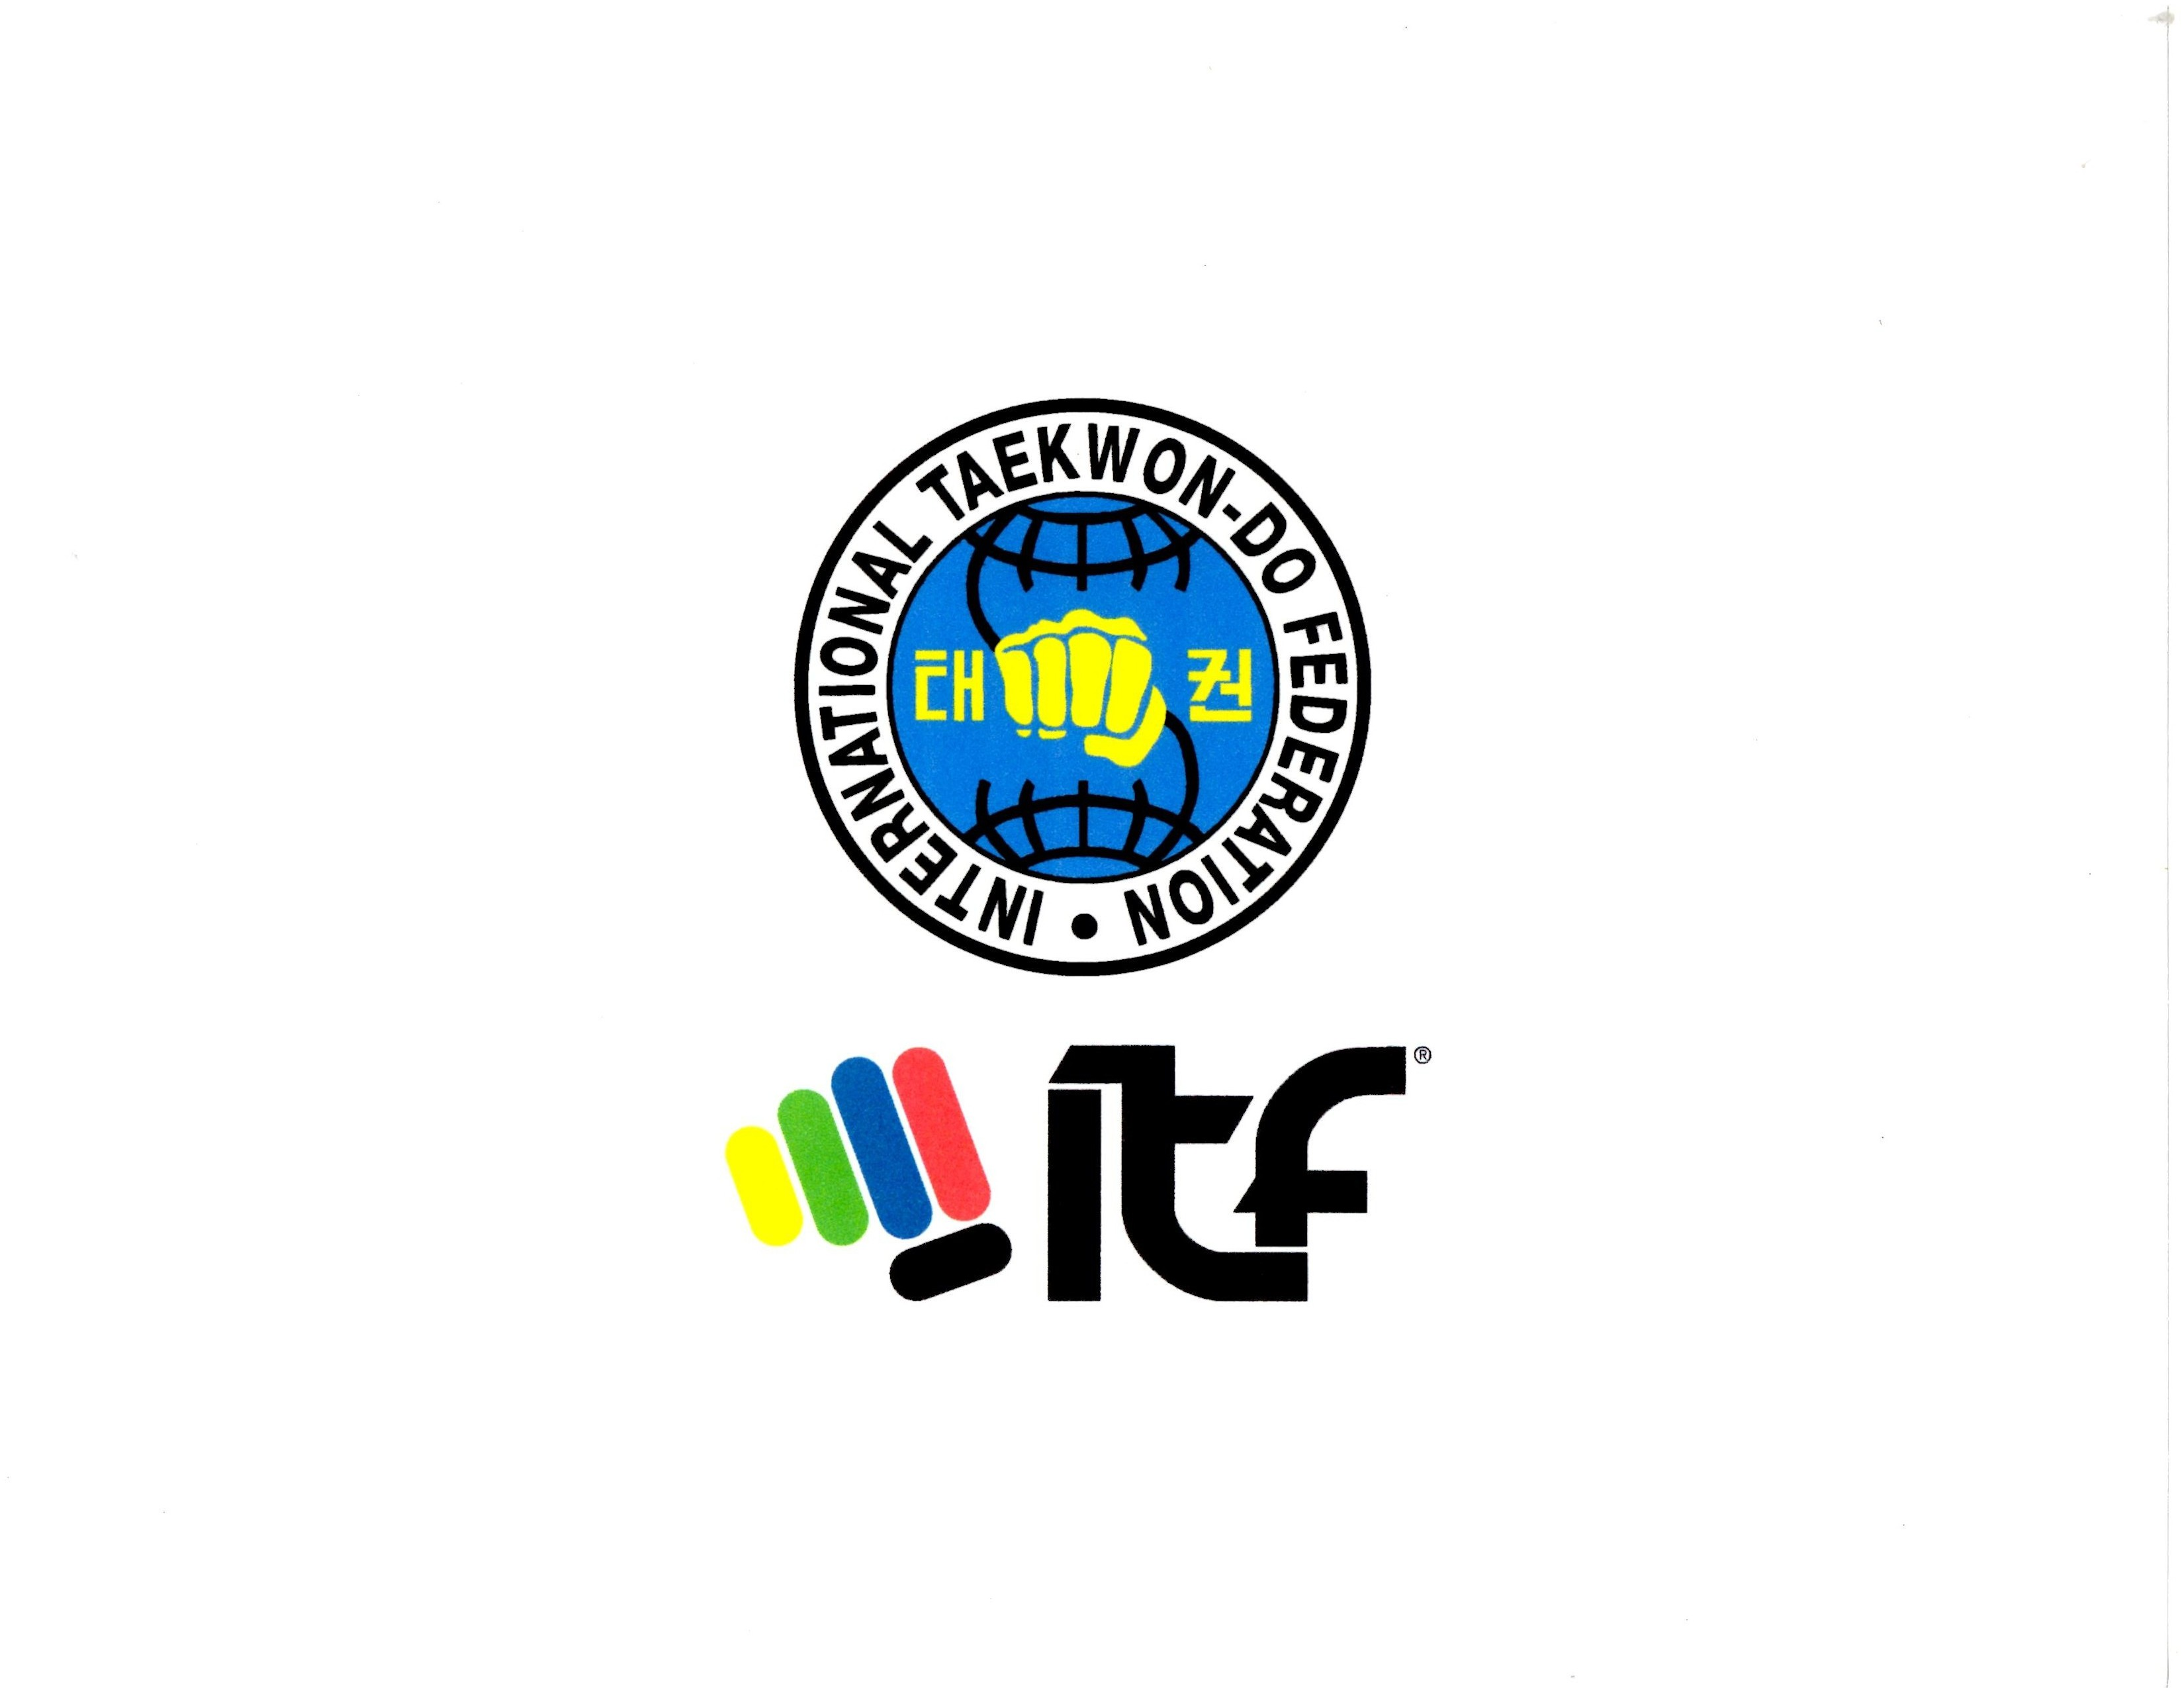 INTERNATIONAL TAEKWON-DO FEDERATION •
태 권
itf ®